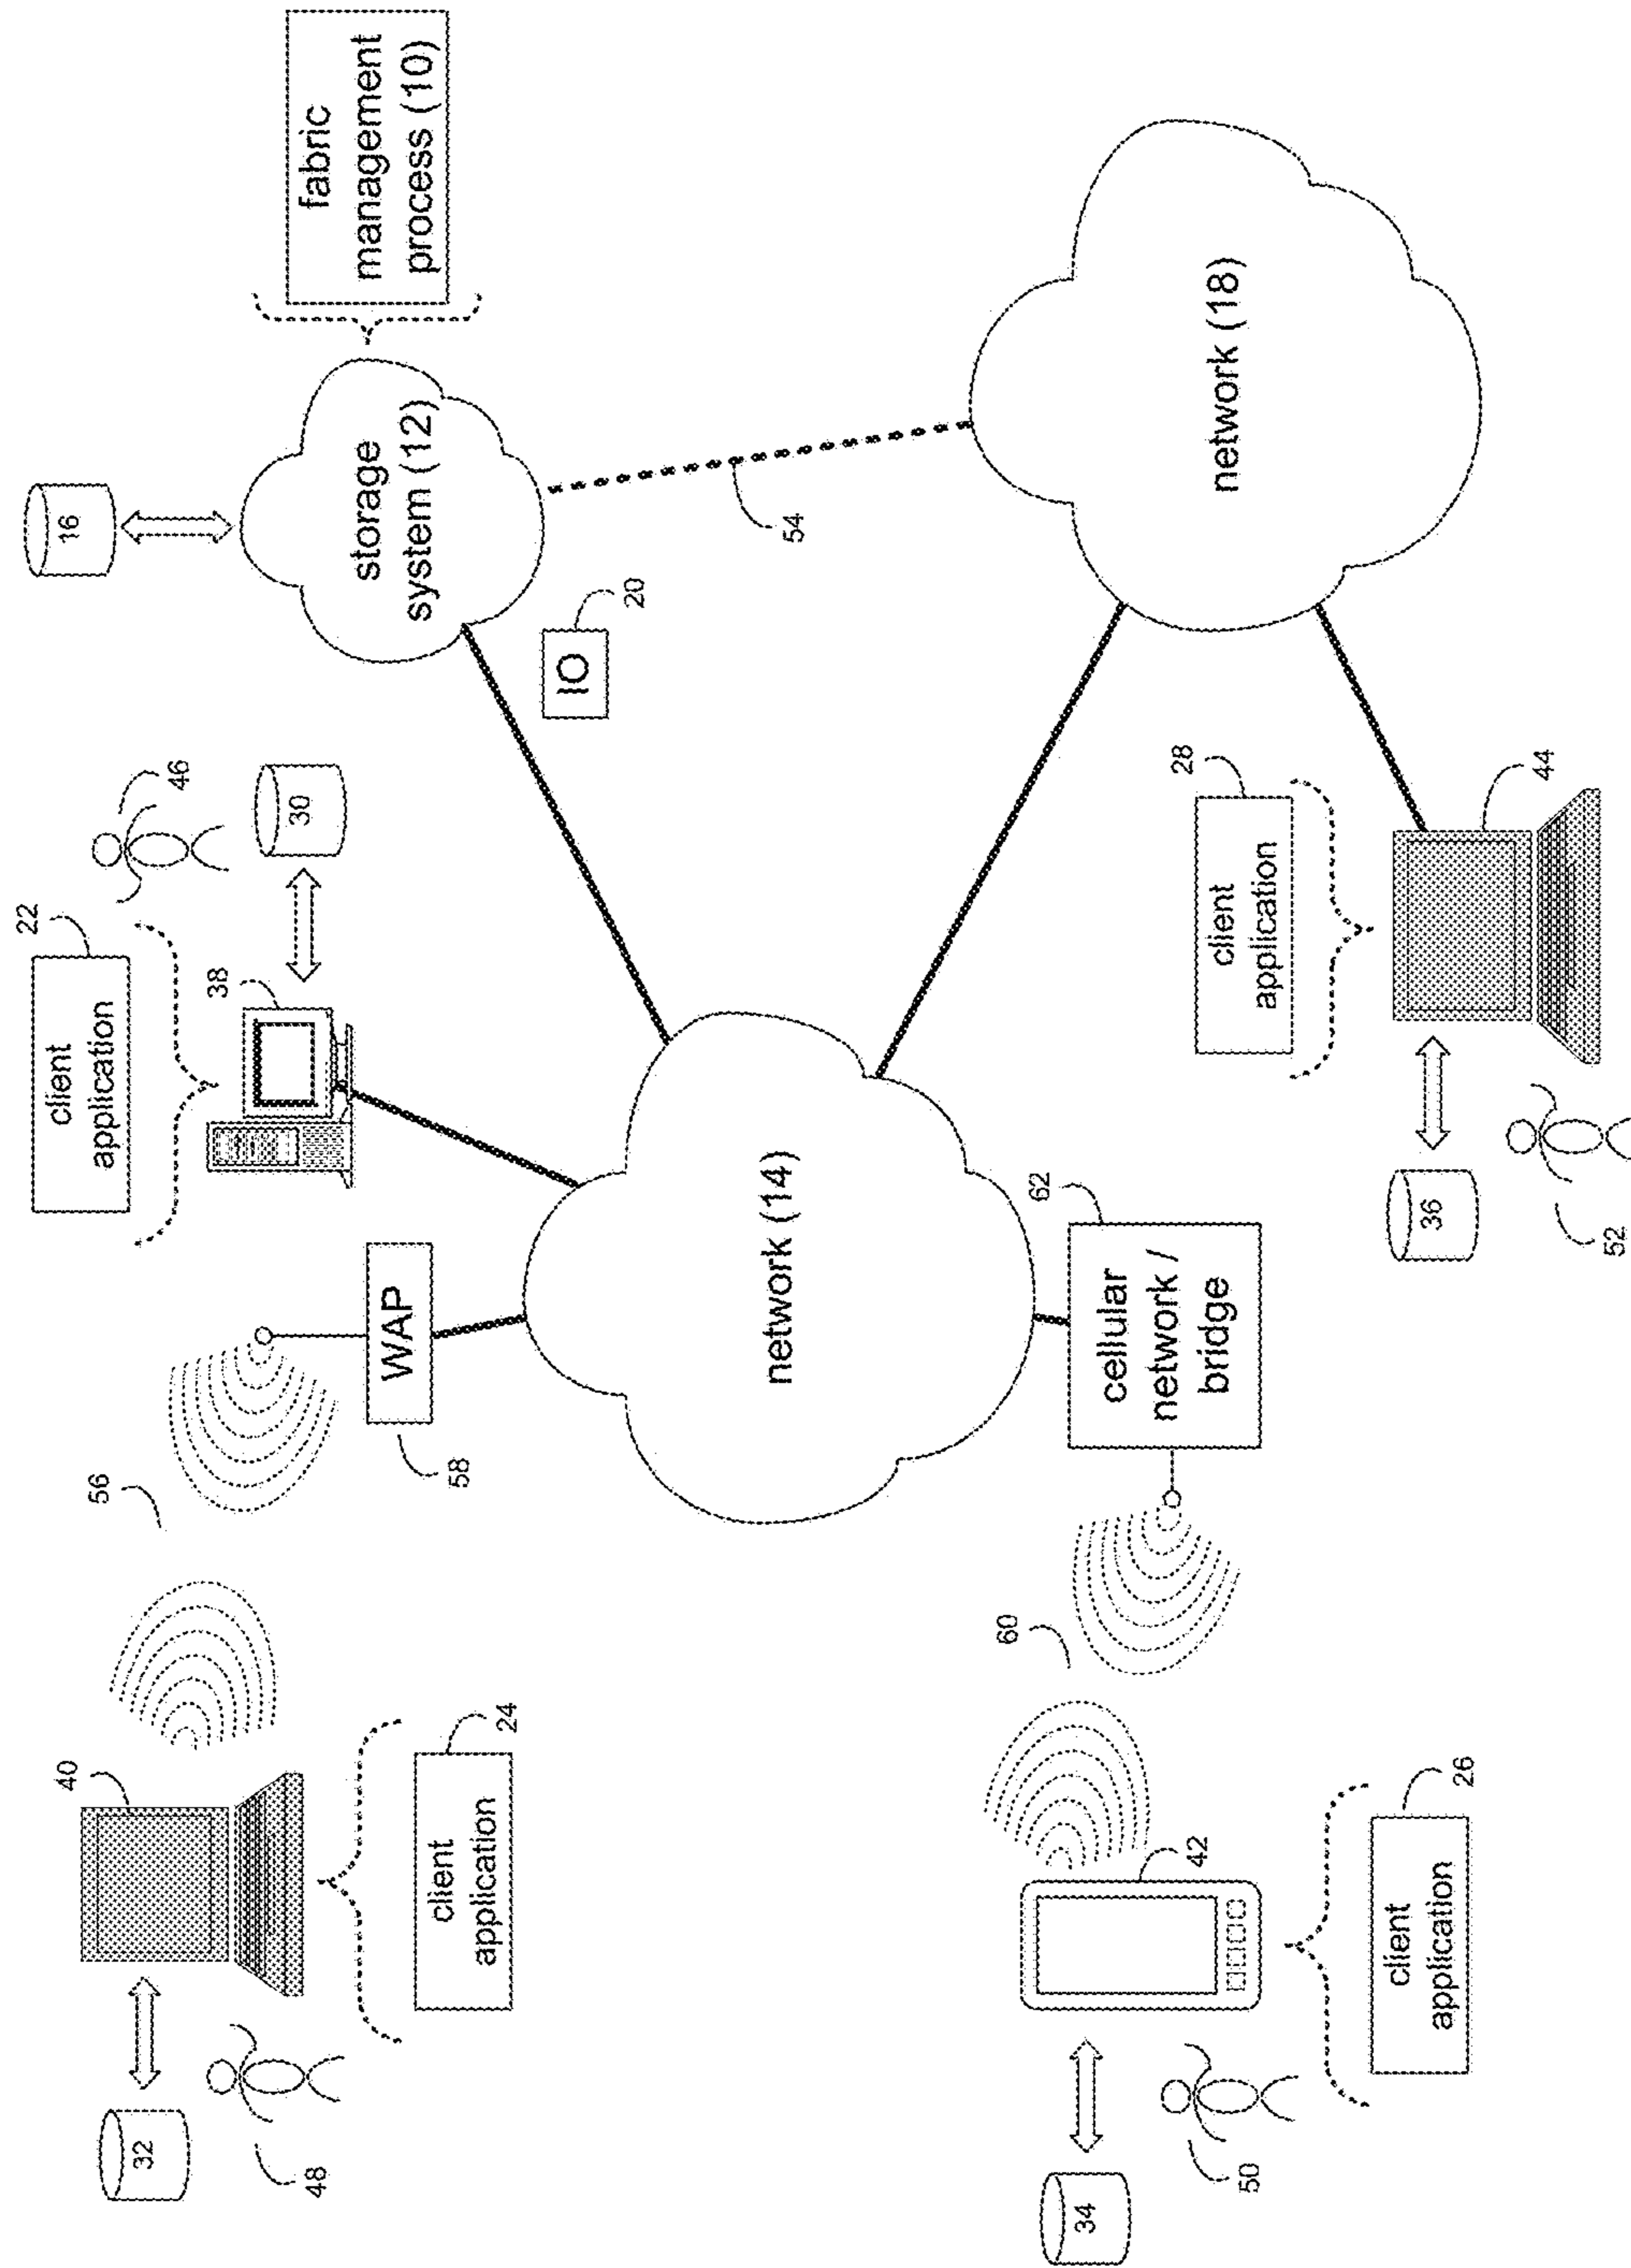 32
48
40
client
application
24
56
WAP
58
client
application
22
38
46
30
16
storage
system (12)
fabric
management
process (10)
IO
20
54
network (14)
network (18)
34
50
42
client
application
26
60
cellular
network /
bridge
62
36
52
client
application
28
44